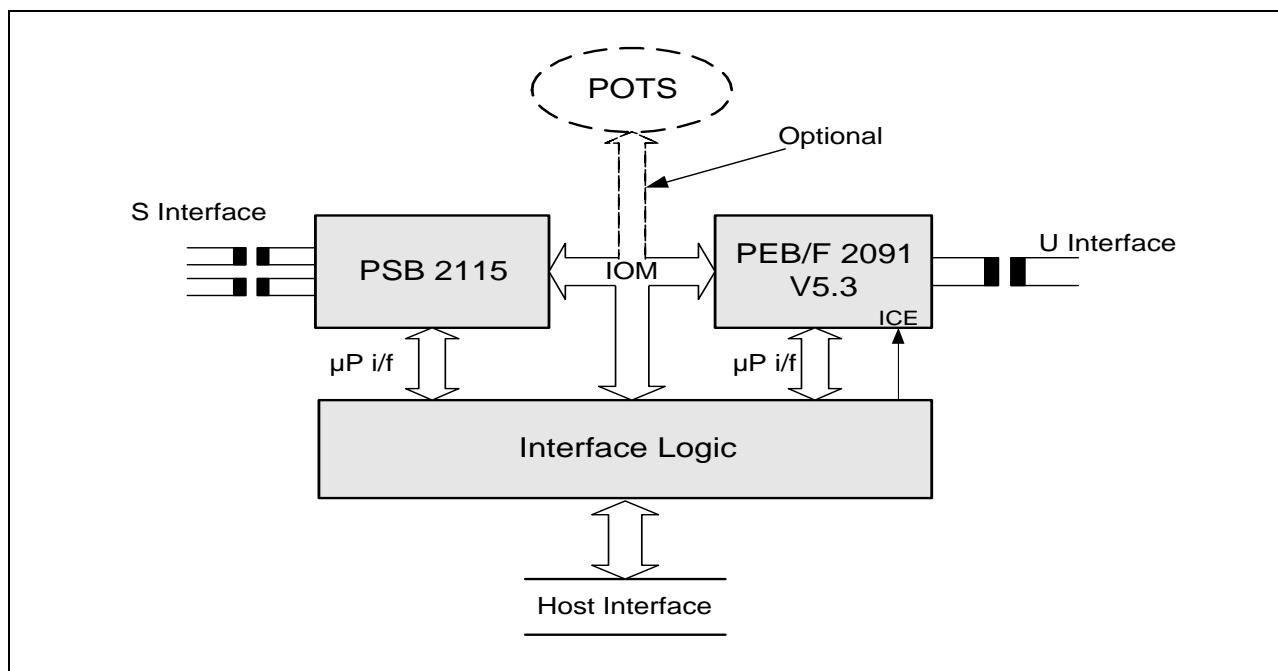 POTS
Optional
S Interface
U Interface
PSB 2115
IOM
PEB/F 2091
V5.3
ICE
µP i/f
µP i/f
Interface Logic
Host Interface